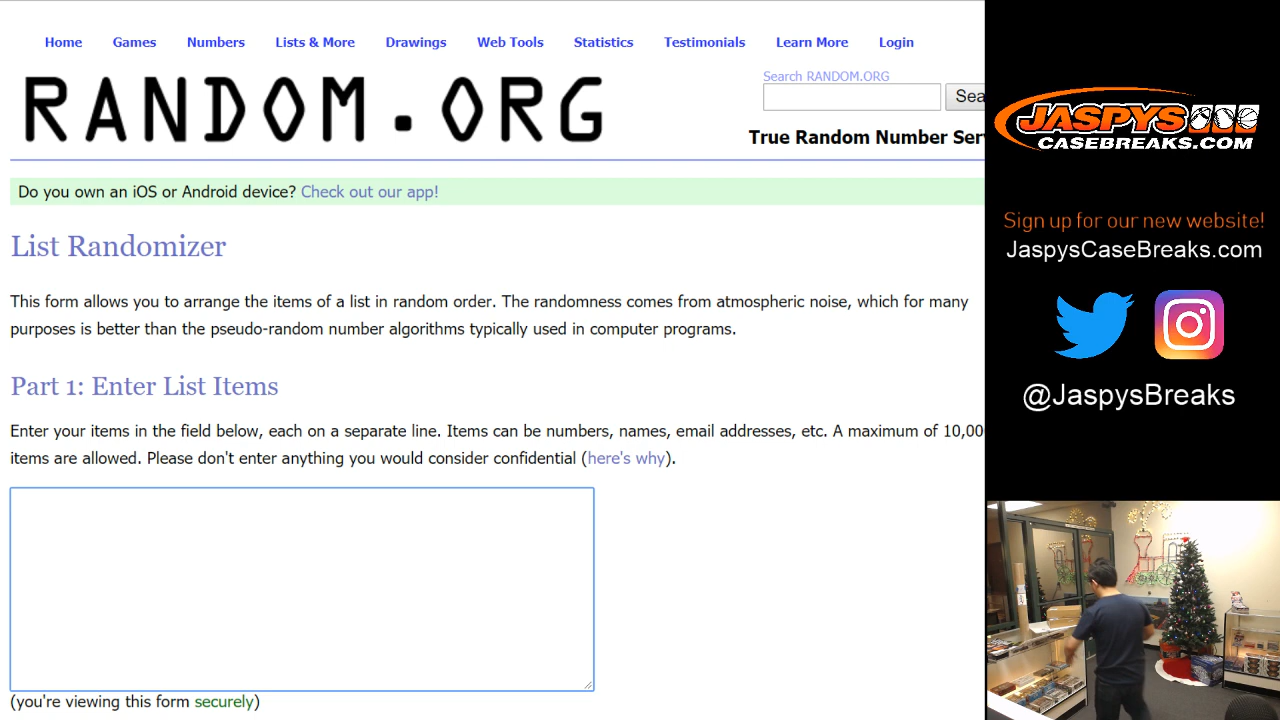 Home Games Numbers Lists & More Drawings Web Tools Statistics Testimonials Learn More Login
RANDOM.ORG
Search RANDOM.ORG
Sea
True Random Number Ser
Do you own an iOS or Android device? Check out our app!
List Randomizer
This form allows you to arrange the items of a list in random order. The randomness comes from atmospheric noise, which for many
purposes is better than the pseudo-random number algorithms typically used in computer programs.
Part 1: Enter List Items
Enter your items in the field below, each on a separate line. Items can be numbers, names, email addresses, etc. A maximum of 10,00
items are allowed. Please don't enter anything you would consider confidential (here's why).
(you're viewing this form securely)
JASPYS
CASEBREAKS.COM
Sign up for our new website!
JaspysCaseBreaks.com
@JaspysBreaks